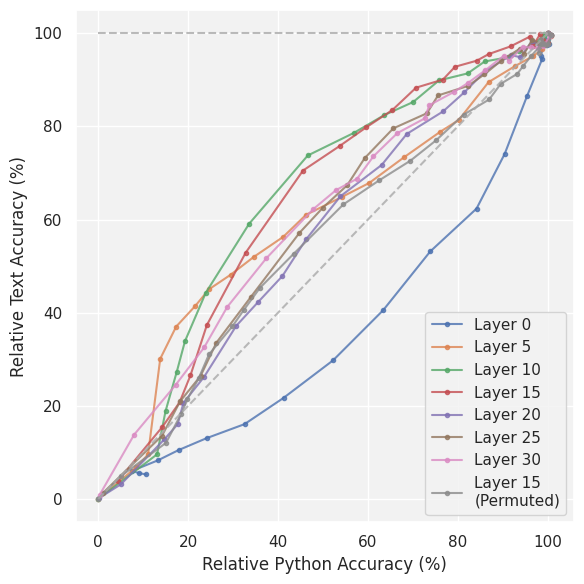 100
80
60
40
20
0
Relative Text Accuracy (%)
0 20 40 60 80 100
Relative Python Accuracy (%)
Layer 0
Layer 5
Layer 10
Layer 15
Layer 20
Layer 25
Layer 30
Layer 15
(Permuted)